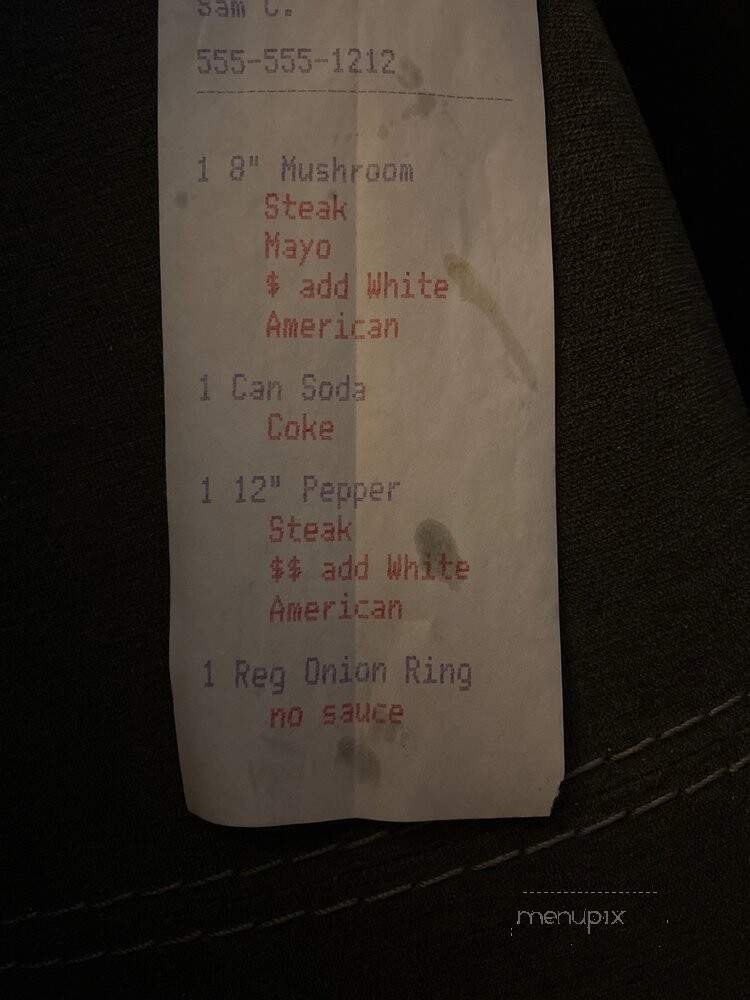 Sam C.
555-555-1212
1 8" Mushroom
Steak
Mayo
$ add White
American
1 Can Soda
Coke
1 12" Pepper
Steak
$$ add White
American
1 Reg Onion Ring
no sauce
menupix